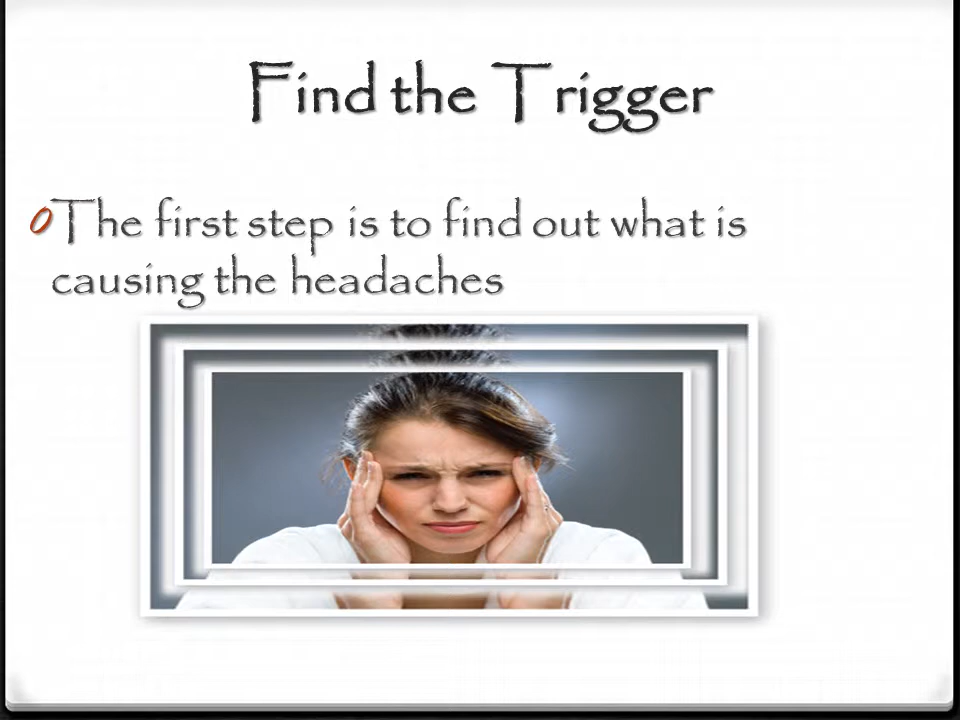 Find the Trigger
The first step is to find out what is
causing the headaches